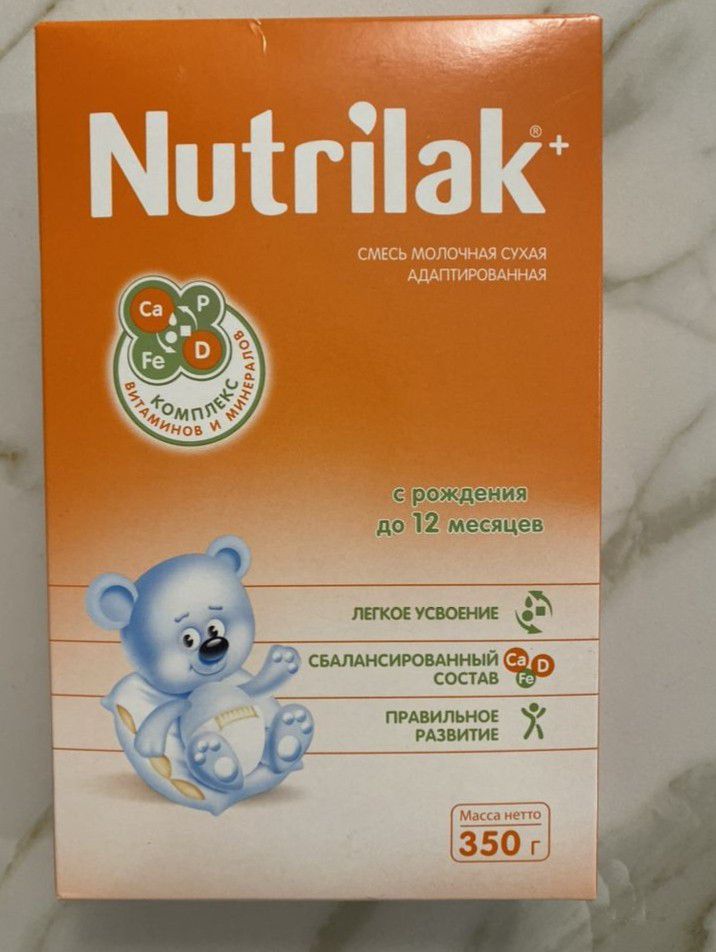 Nutrilak®+
СМЕСЬ МОЛОЧНАЯ СУХАЯ
АДАПТИРОВАННАЯ
Ca P
Fe D
КОМПЛЕКС
ВИТАМИНОВ И МИНЕРАЛОВ
с рождения
до 12 месяцев
ЛЕГКОЕ УСВОЕНИЕ
СБАЛАНСИРОВАННЫЙ
СОСТАВ
Ca D
Fe
ПРАВИЛЬНОЕ
РАЗВИТИЕ
Масса нетто
350 г